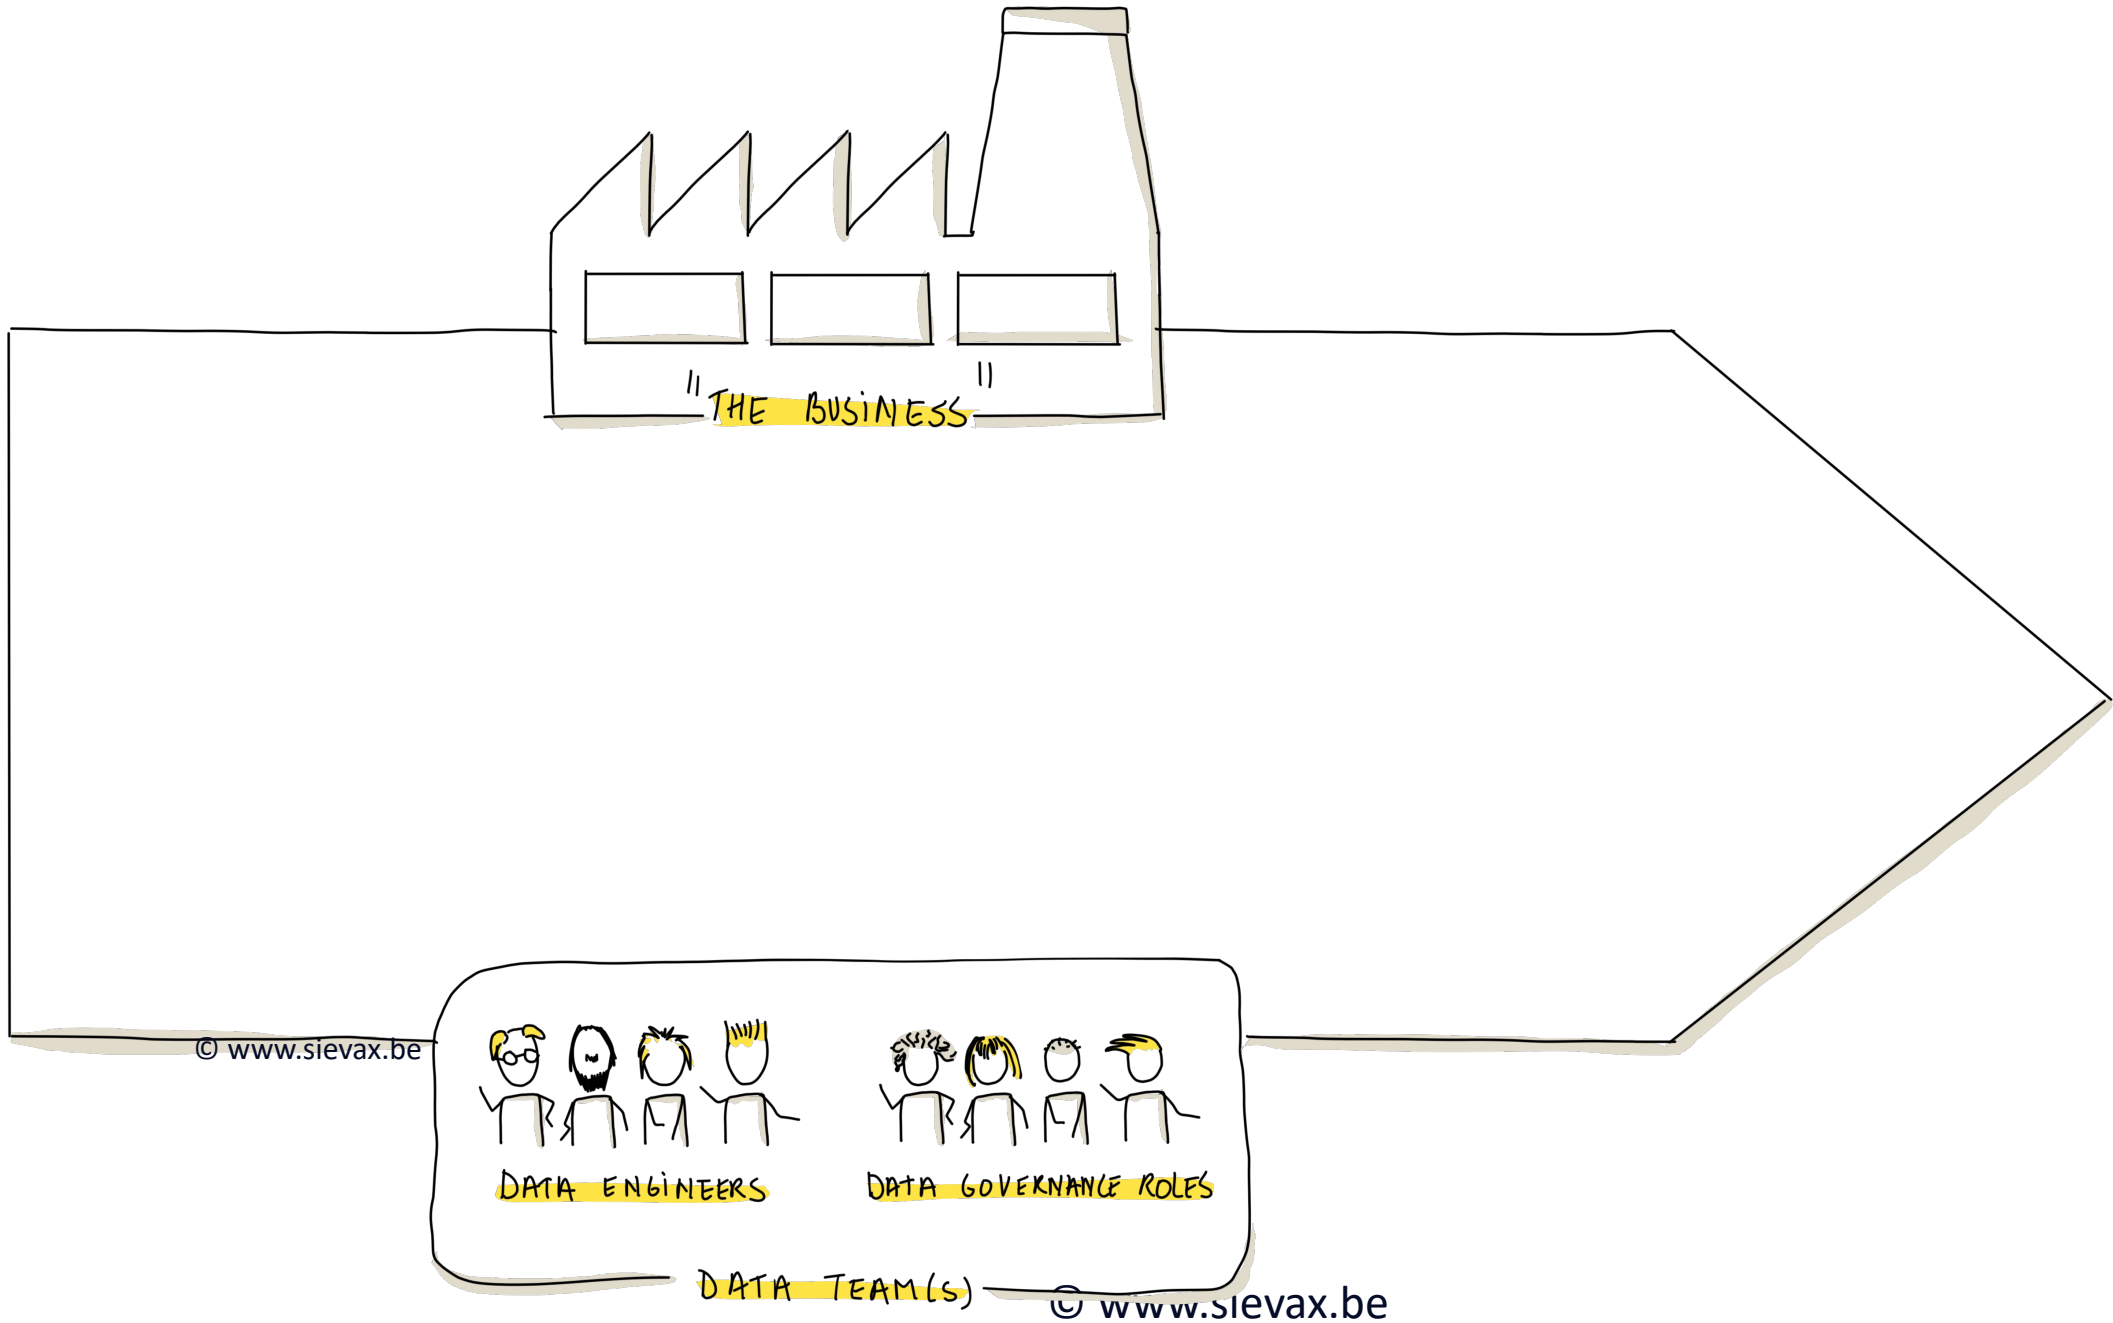 "THE BUSINESS"
© www.sievax.be
DATA ENGINEERS
DATA GOVERNANCE ROLES
DATA TEAM(S)
© www.sievax.be